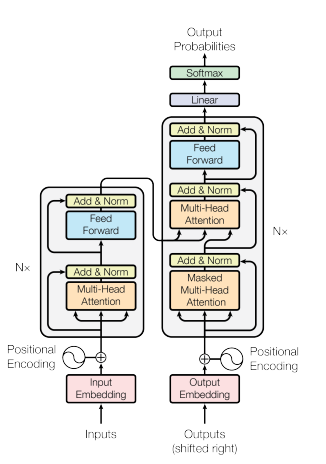 Output
Probabilities
Softmax
Linear
Add & Norm
Feed
Forward
Add & Norm
Multi-Head
Attention
Add & Norm
Masked
Multi-Head
Attention
N×
Add & Norm
Feed
Forward
Add & Norm
Multi-Head
Attention
N×
Positional
Encoding
Positional
Encoding
Input
Embedding
Output
Embedding
Inputs
Outputs
(shifted right)